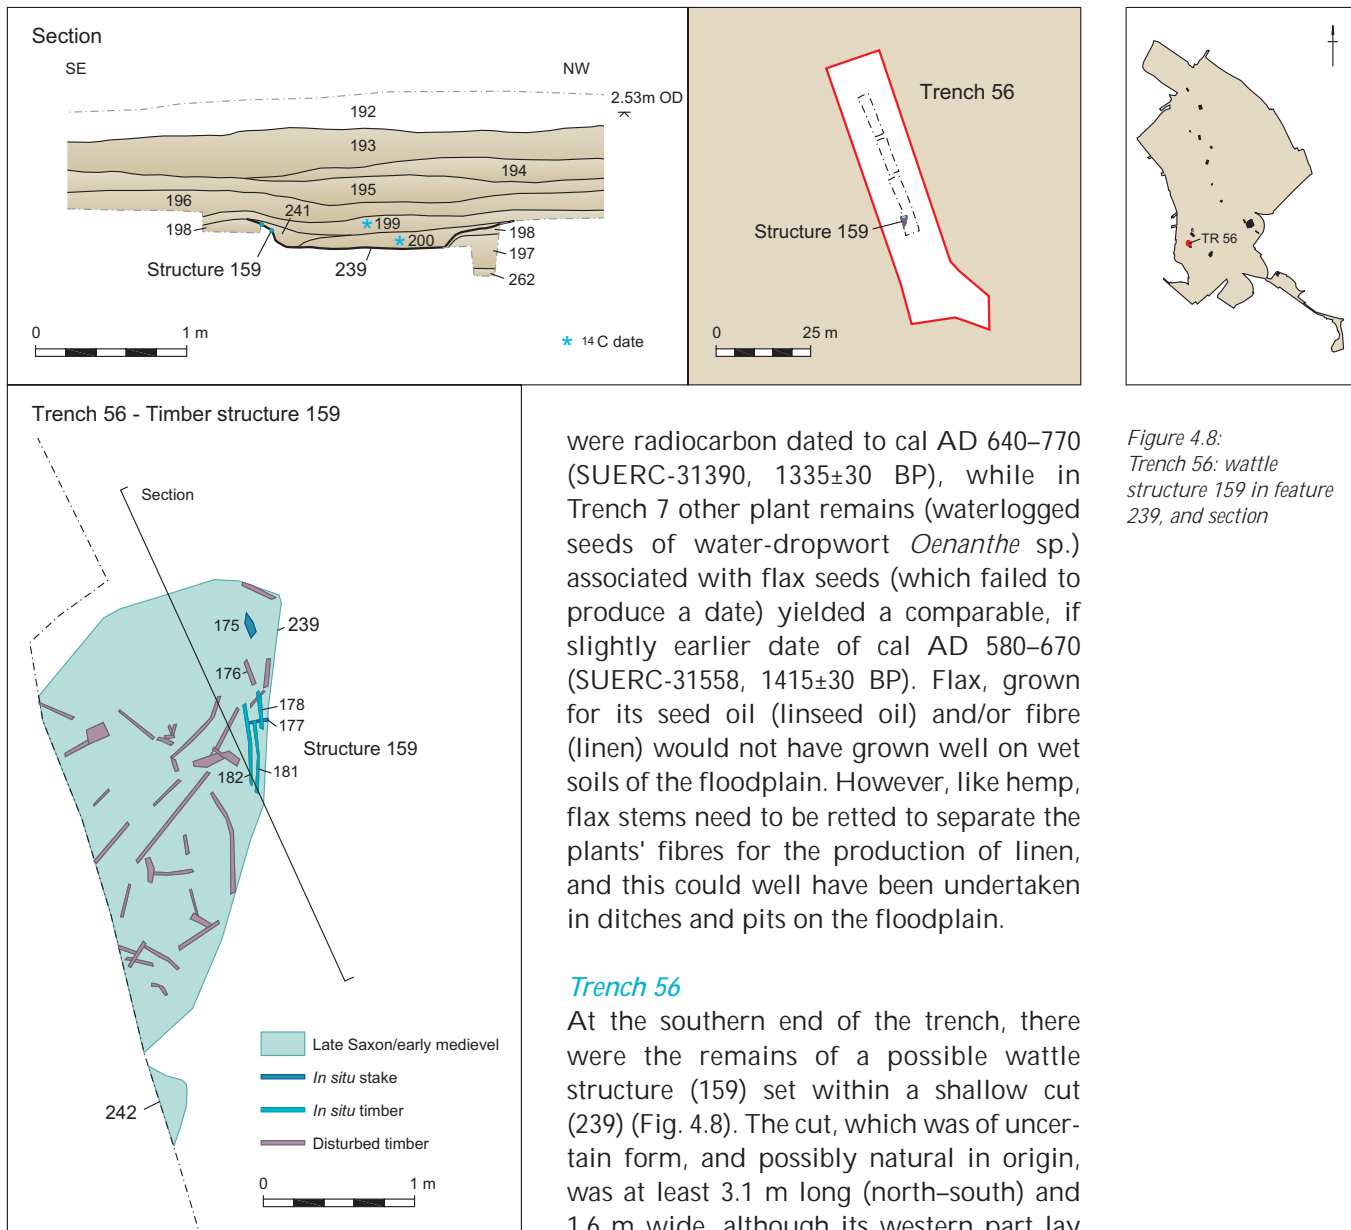 Section
SE
NW
2.53m OD
192
193
194
195
196
241
199
198
200
198
197
262
Structure 159
239
0 1 m
* 14 C date
Trench 56
Structure 159
0 25 m
TR 56
Trench 56 - Timber structure 159
Section
175
239
176
178
177
Structure 159
182
181
242
Late Saxon/early medievel
In situ stake
In situ timber
Disturbed timber
0 1 m
were radiocarbon dated to cal AD 640–770
(SUERC-31390, 1335±30 BP), while in
Trench 7 other plant remains (waterlogged
seeds of water-dropwort Oenanthe sp.)
associated with flax seeds (which failed to
produce a date) yielded a comparable, if
slightly earlier date of cal AD 580–670
(SUERC-31558, 1415±30 BP). Flax, grown
for its seed oil (linseed oil) and/or fibre
(linen) would not have grown well on wet
soils of the floodplain. However, like hemp,
flax stems need to be retted to separate the
plants' fibres for the production of linen,
and this could well have been undertaken
in ditches and pits on the floodplain.
Trench 56
At the southern end of the trench, there
were the remains of a possible wattle
structure (159) set within a shallow cut
(239) (Fig. 4.8). The cut, which was of uncer-
tain form, and possibly natural in origin,
was at least 3.1 m long (north–south) and
1.6 m wide, although its western part lay
Figure 4.8:
Trench 56: wattle
structure 159 in feature
239, and section